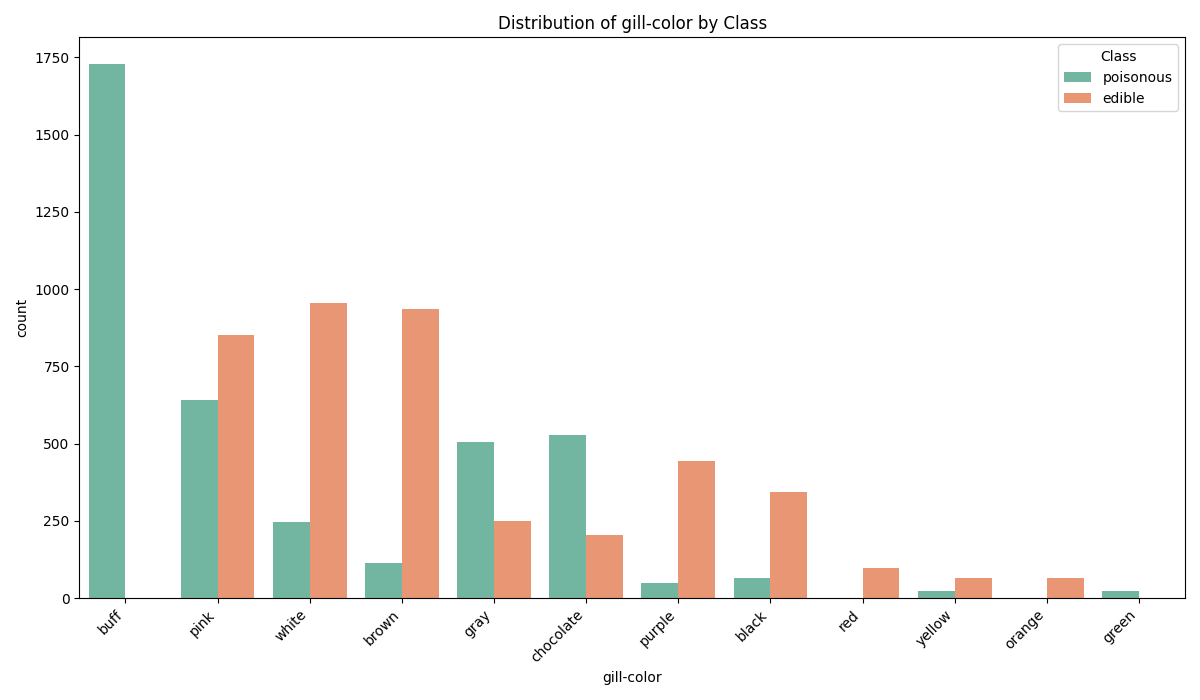 Distribution of gill-color by Class
Class
poisonous
edible
1750
1500
1250
1000
750
500
250
0
count
buff
pink
white
brown
gray
chocolate
purple
black
red
yellow
orange
green
gill-color